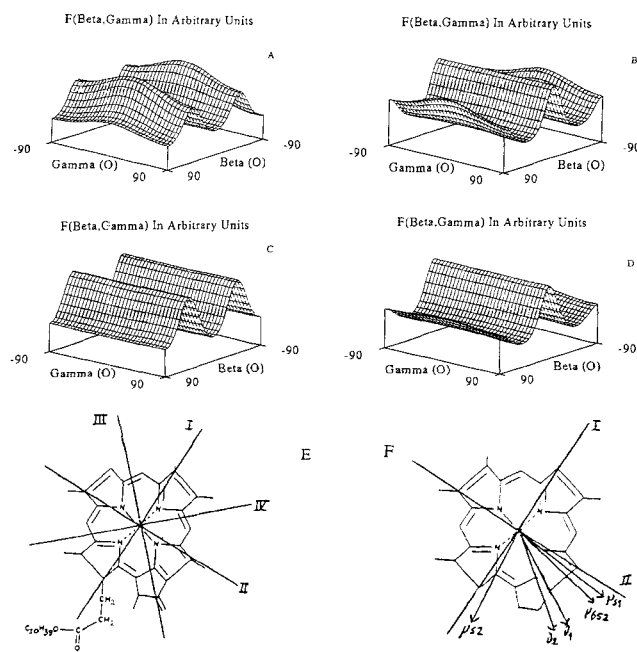 F(Beta,Gamma) In Arbitrary Units
A
-90
Gamma (O)
90
90
Beta (O)
-90
F(Beta,Gamma) In Arbitrary Units
B
-90
Gamma (O)
90
90
Beta (O)
-90
F(Beta,Gamma) In Arbitrary Units
C
-90
Gamma (O)
90
90
Beta (O)
-90
F(Beta,Gamma) In Arbitrary Units
D
-90
Gamma (O)
90
90
Beta (O)
-90
III
I
E
IV
II
N
N
N
N
CH2
CH2
C20H39O-C
O
F
I
II
N
N
N
N
μS1
μBS2
μS2
ν2
ν1